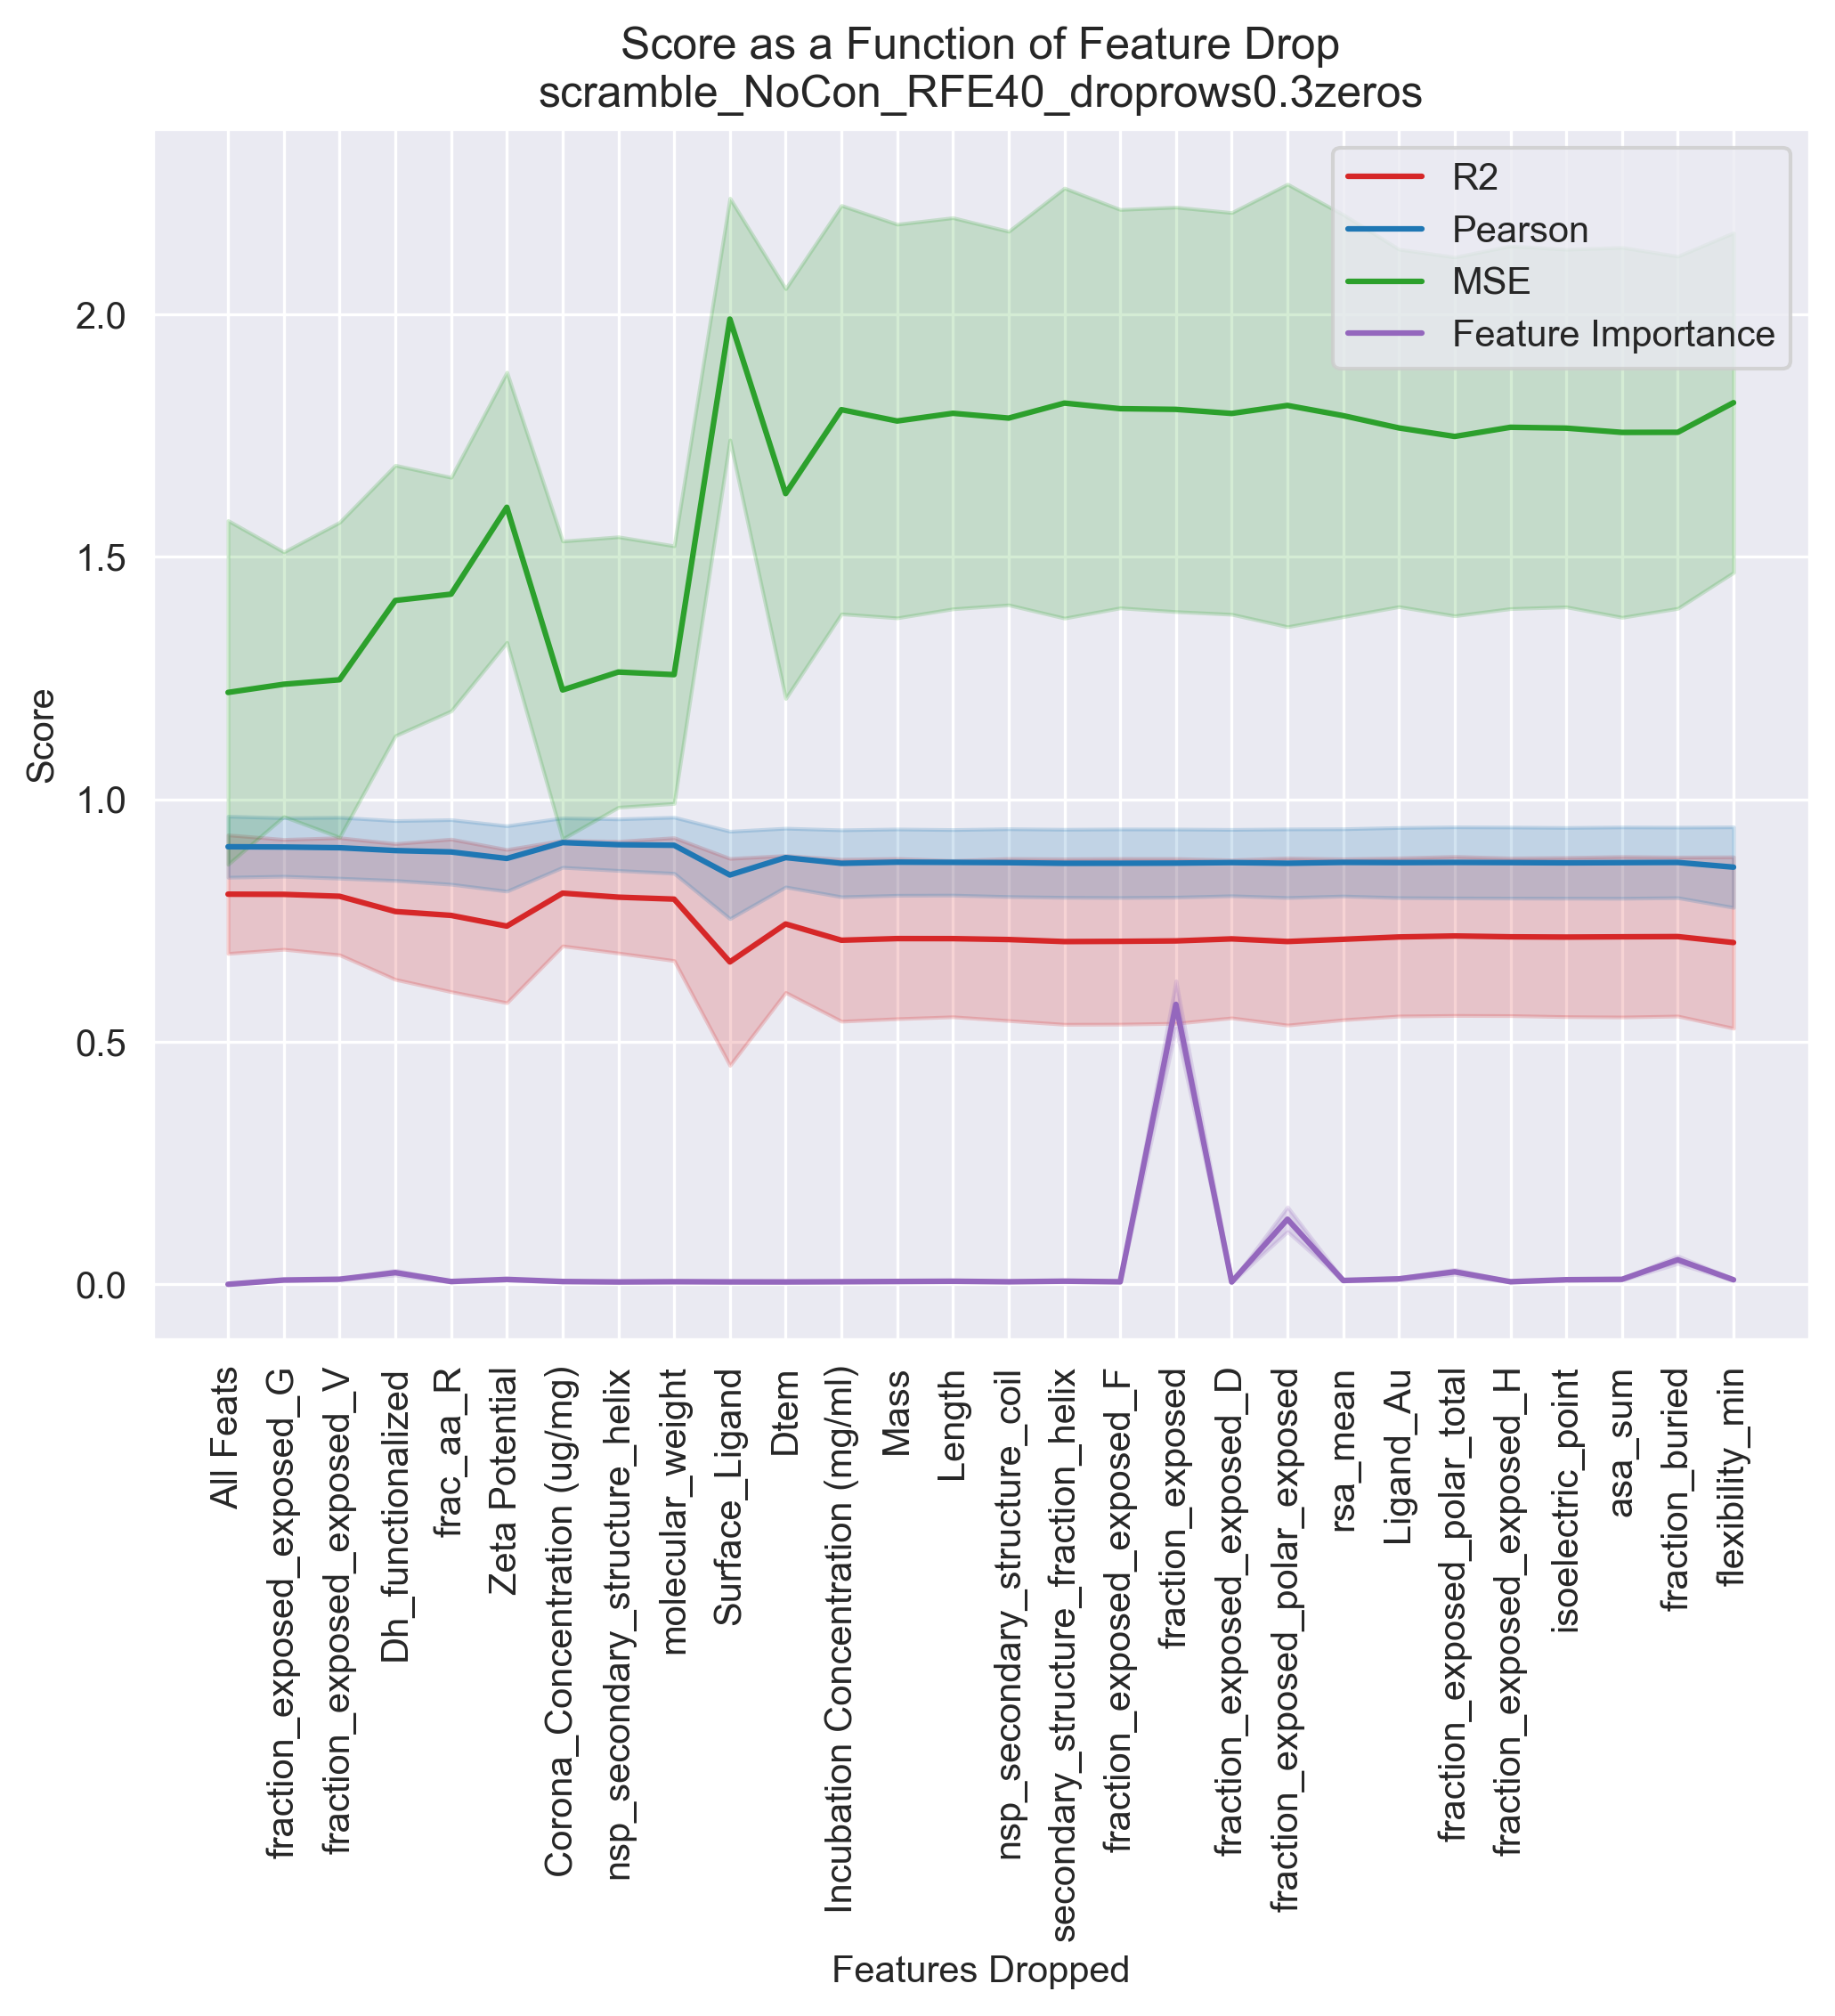 Score as a Function of Feature Drop
scramble_NoCon_RFE40_droprows0.3zeros
R2
Pearson
MSE
Feature Importance
Score
2.0
1.5
1.0
0.5
0.0
All Feats
fraction_exposed_exposed_G
fraction_exposed_exposed_V
Dh_functionalized
frac_aa_R
Zeta Potential
Corona_Concentration (ug/mg)
nsp_secondary_structure_helix
molecular_weight
Surface_Ligand
Dtem
Incubation Concentration (mg/ml)
Mass
Length
nsp_secondary_structure_coil
secondary_structure_fraction_helix
fraction_exposed_exposed_F
fraction_exposed
fraction_exposed_exposed_D
fraction_exposed_polar_exposed
rsa_mean
Ligand_Au
fraction_exposed_polar_total
fraction_exposed_exposed_H
isoelectric_point
asa_sum
fraction_buried
flexibility_min
Features Dropped